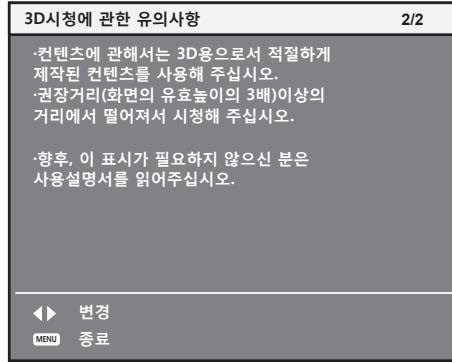 3D시청에 관한 유의사항 2/2
·컨텐츠에 관해서는 3D용으로서 적절하게
제작된 컨텐츠를 사용해 주십시오.
·권장거리(화면의 유효높이의 3배)이상의
거리에서 떨어져서 시청해 주십시오.
·향후, 이 표시가 필요하지 않으신 분은
사용설명서를 읽어주십시오.
변경
MENU 종료